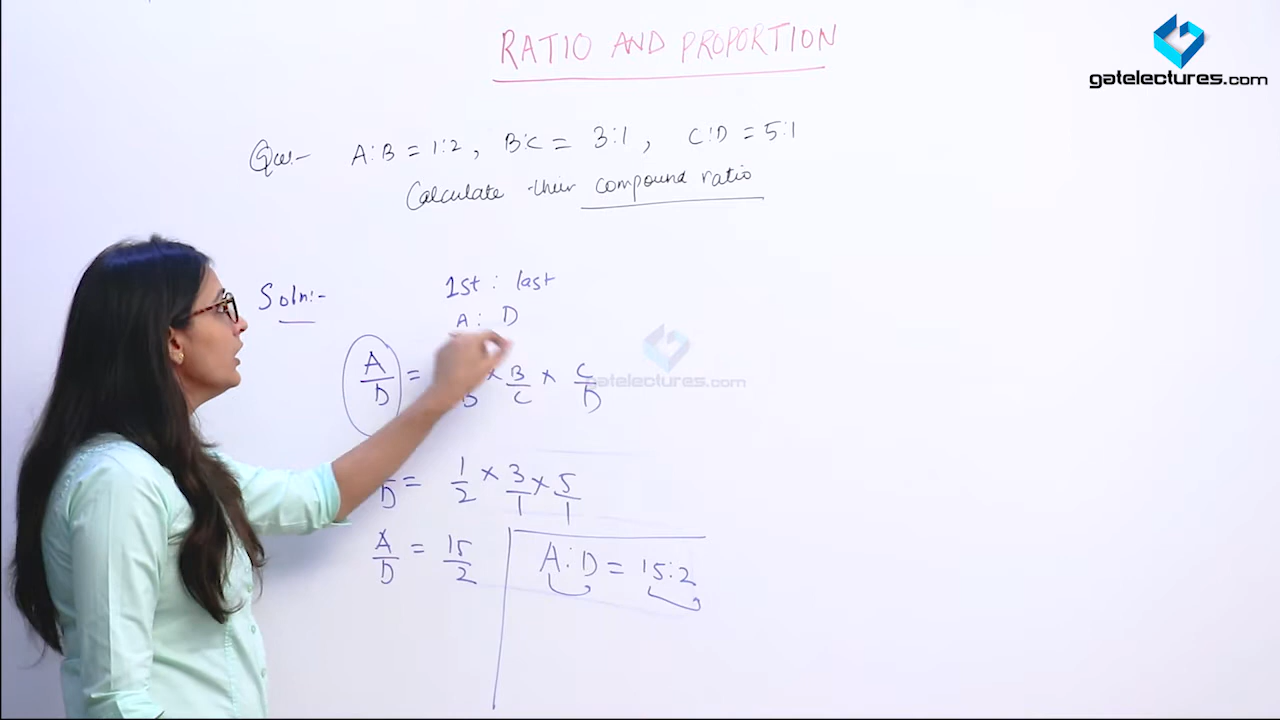 RATIO AND PROPORTION
gatelectures.com
Que:- A:B = 1:2, B:C = 3:1, C:D = 5:1
Calculate their compound ratio
Soln:-
1st : last
A : D
A/D = × B/C × C/D
gatelectures.com
D = 1/2 × 3/1 × 5/1
A/D = 15/2
A:D = 15:2